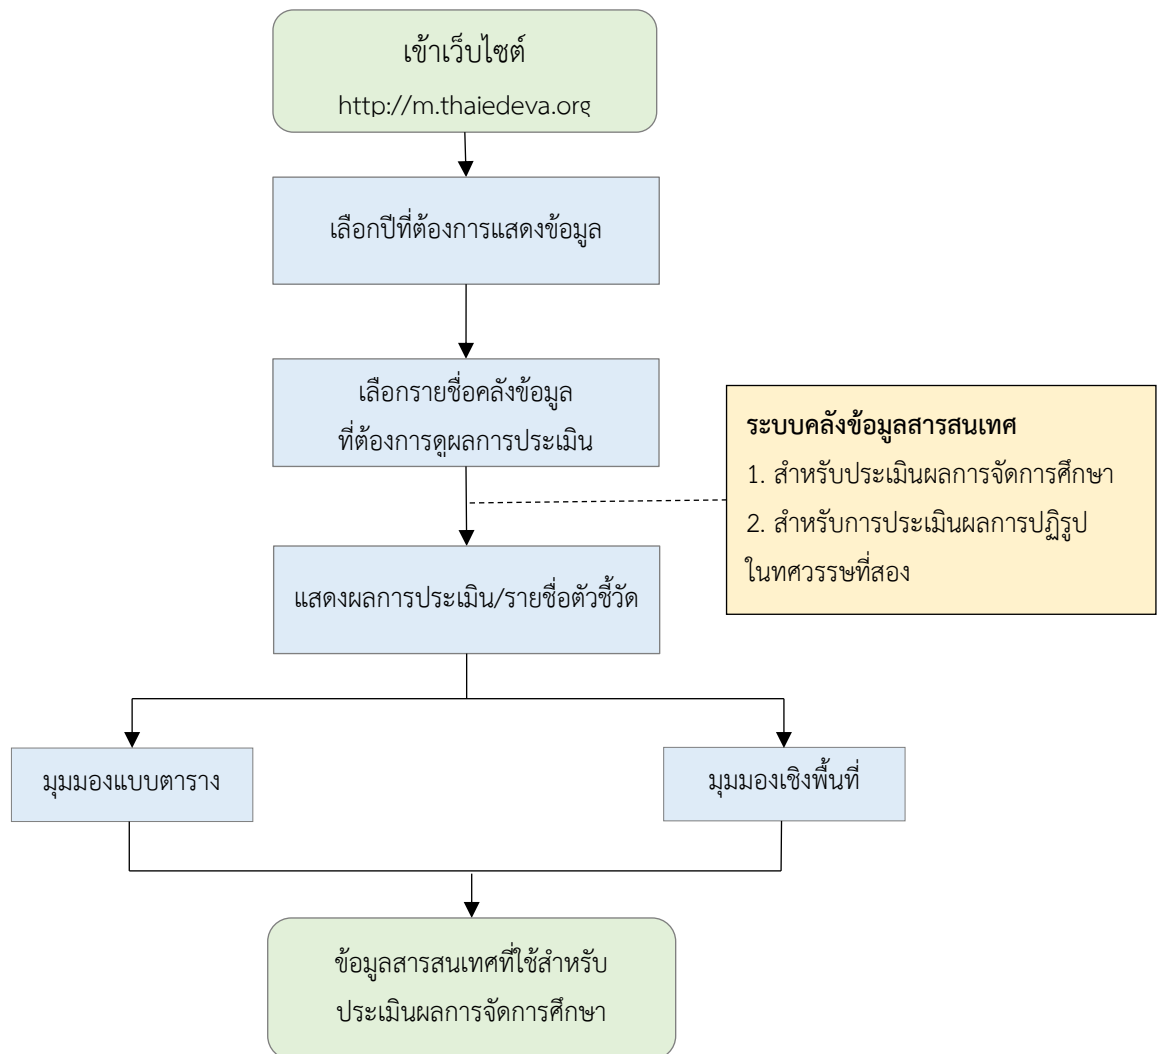 เข้าเว็บไซต์
http://m.thaiedeva.org
เลือกปีที่ต้องการแสดงข้อมูล
เลือกรายชื่อคลังข้อมูล
ที่ต้องการดูผลการประเมิน
ระบบคลังข้อมูลสารสนเทศ
1. สำหรับประเมินผลการจัดการศึกษา
2. สำหรับการประเมินผลการปฏิรูป
ในทศวรรษที่สอง
แสดงผลการประเมิน/รายชื่อตัวชี้วัด
มุมมองแบบตาราง
มุมมองเชิงพื้นที่
ข้อมูลสารสนเทศที่ใช้สำหรับ
ประเมินผลการจัดการศึกษา